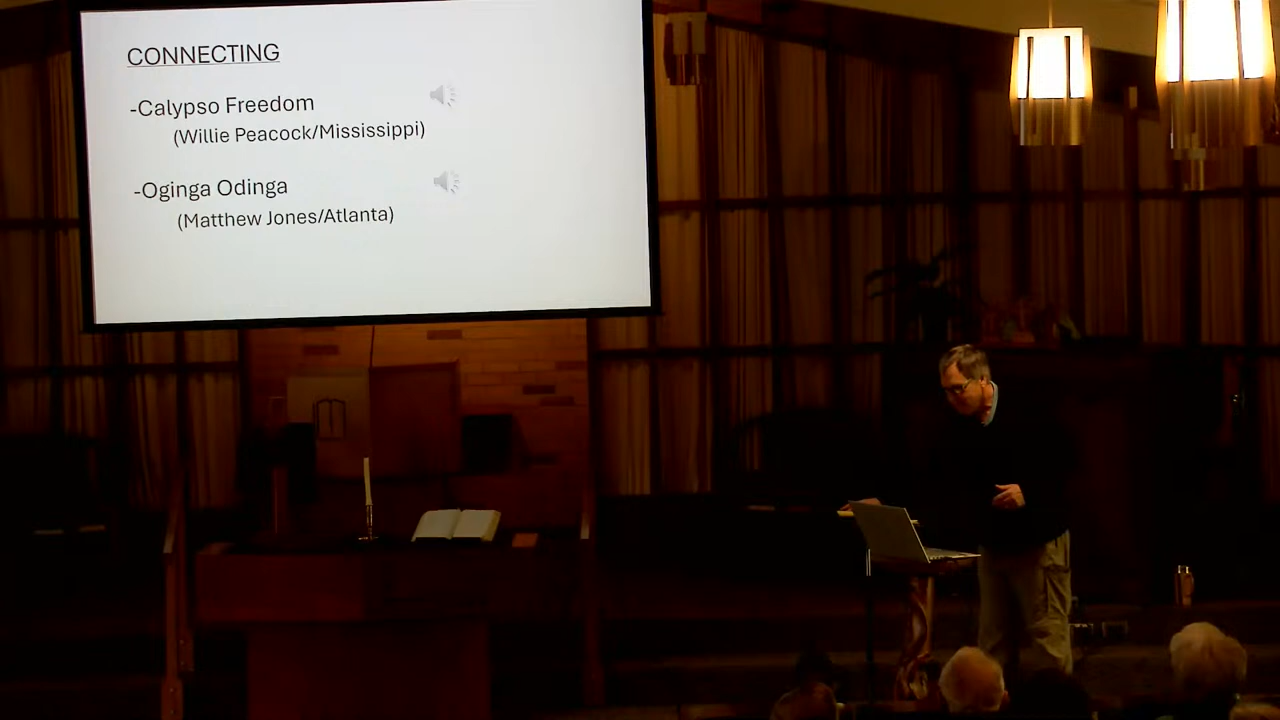 CONNECTING
-Calypso Freedom
(Willie Peacock/Mississippi)
-Oginga Odinga
(Matthew Jones/Atlanta)